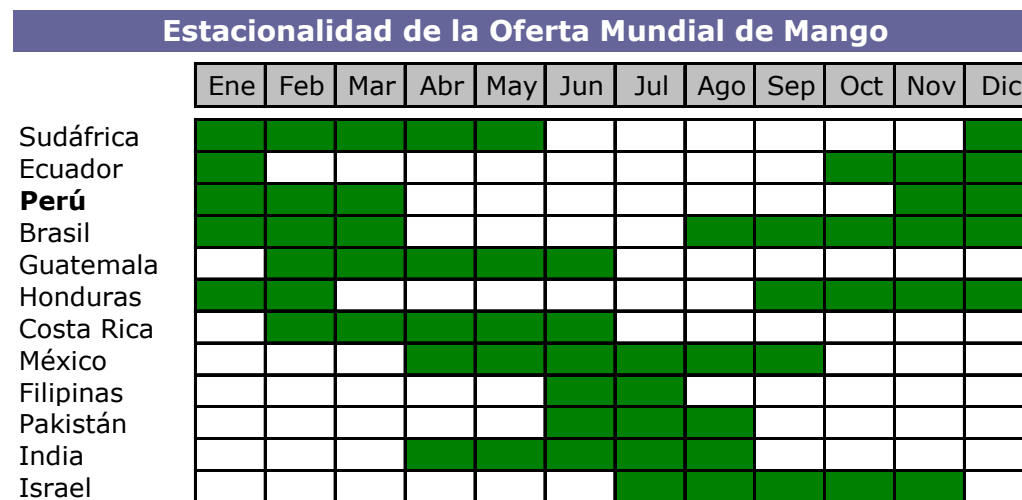 Estacionalidad de la Oferta Mundial de Mango
Ene Feb Mar Abr May Jun Jul Ago Sep Oct Nov Dic
Sudáfrica
Ecuador
Perú
Brasil
Guatemala
Honduras
Costa Rica
México
Filipinas
Pakistán
India
Israel